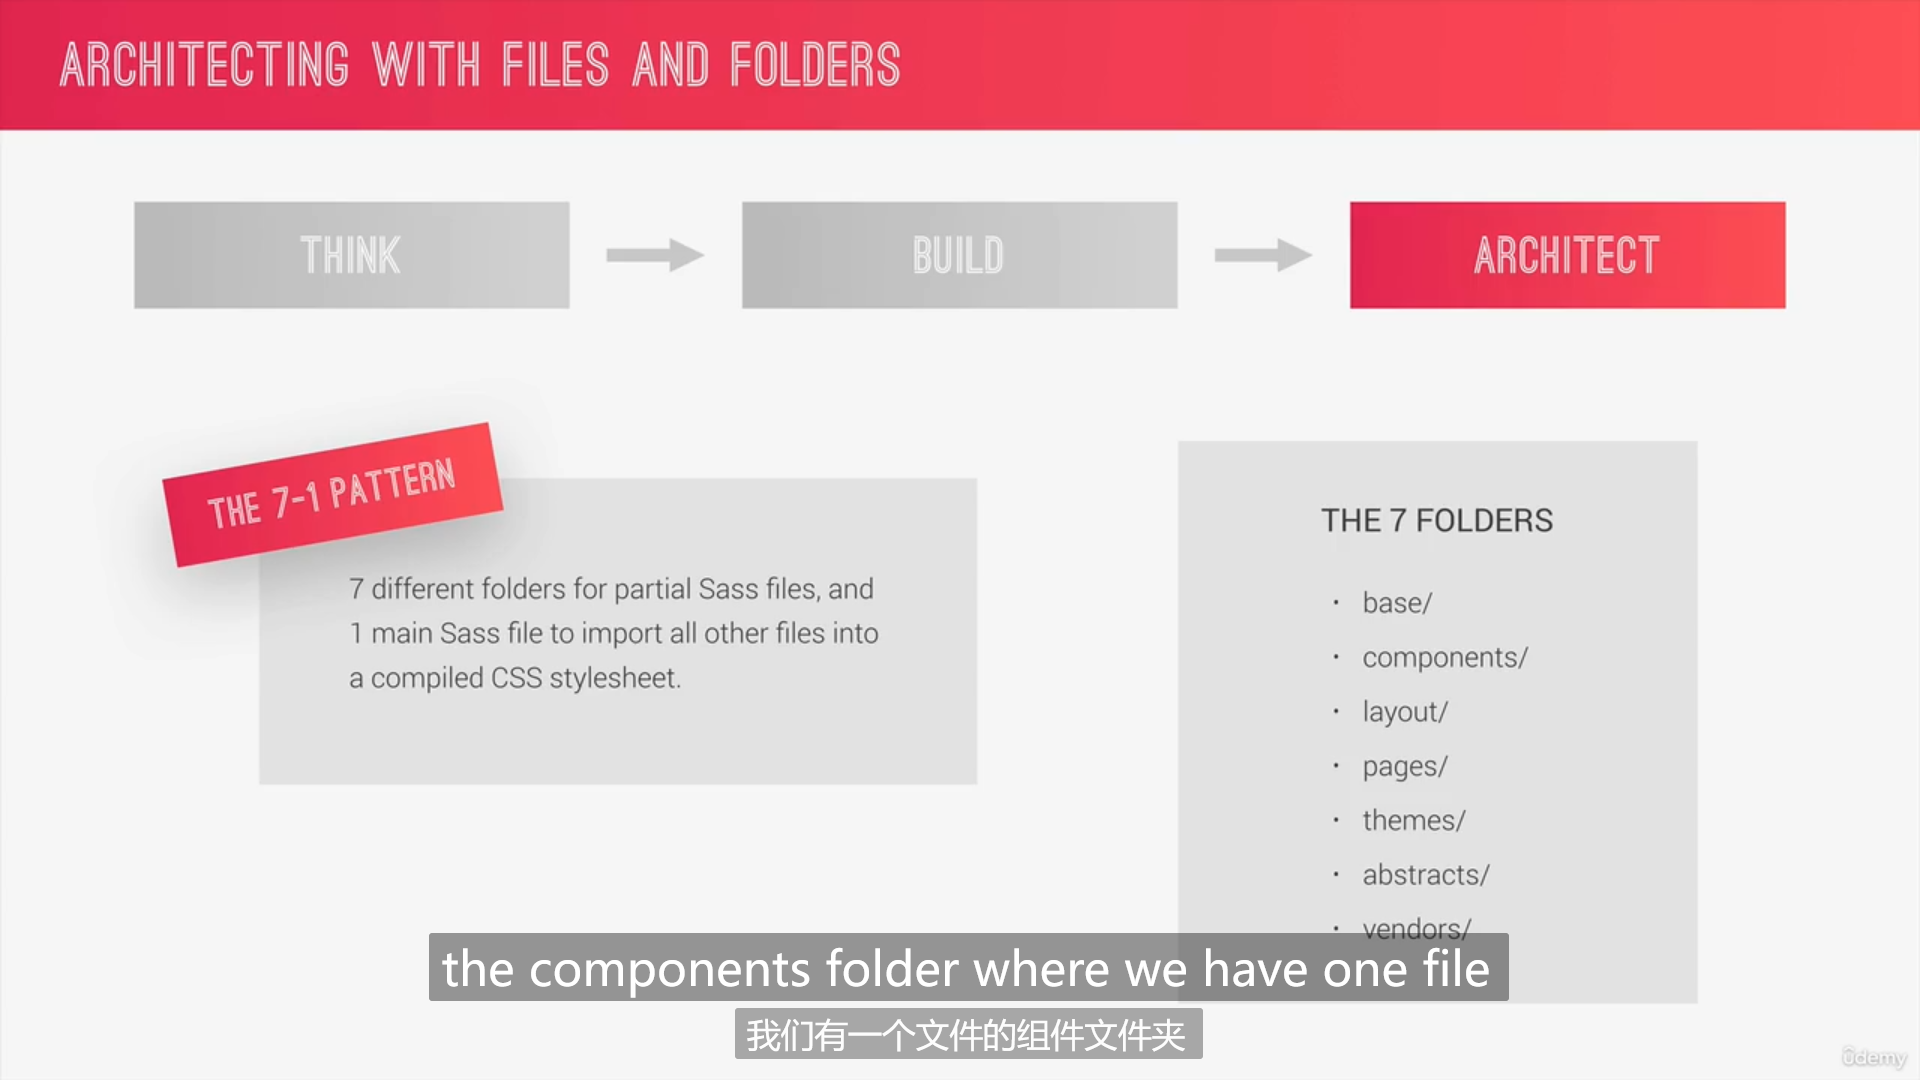 ARCHITECTING WITH FILES AND FOLDERS
THINK
BUILD
ARCHITECT
THE 7-1 PATTERN
7 different folders for partial Sass files, and
1 main Sass file to import all other files into
a compiled CSS stylesheet.
THE 7 FOLDERS
• base/
• components/
• layout/
• pages/
• themes/
• abstracts/
• vendors/
the components folder where we have one file
我们有一个文件的组件文件夹
ûdemy